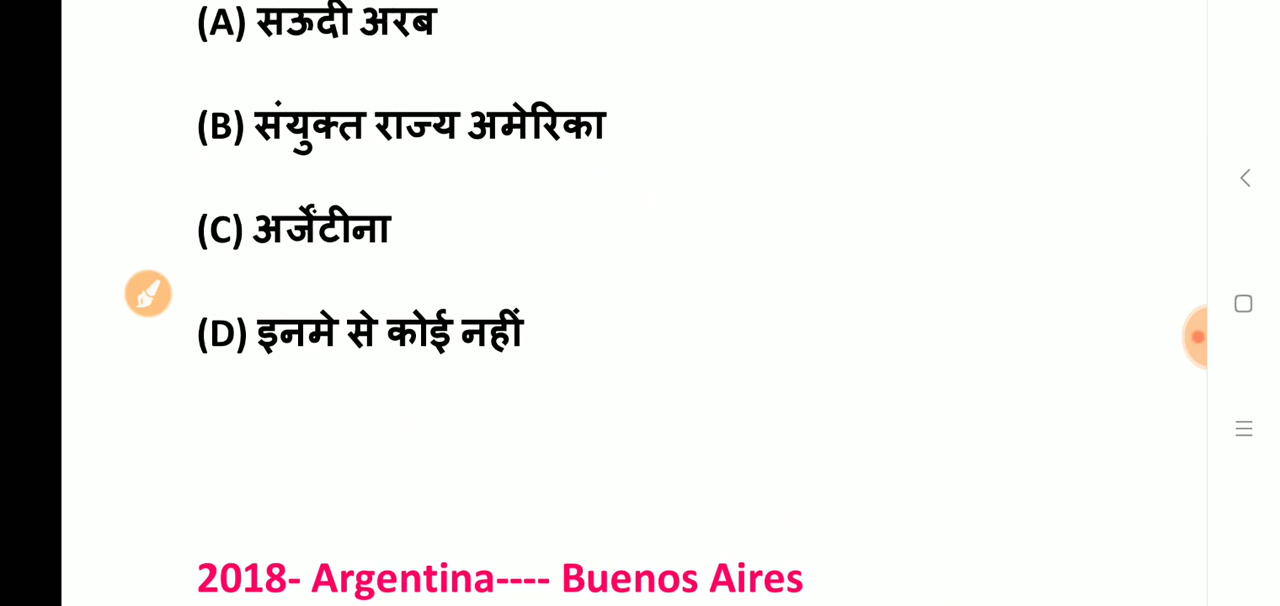 (A) सऊदी अरब
(B) संयुक्त राज्य अमेरिका
(C) अर्जेंटीना
(D) इनमे से कोई नहीं
2018- Argentina---- Buenos Aires